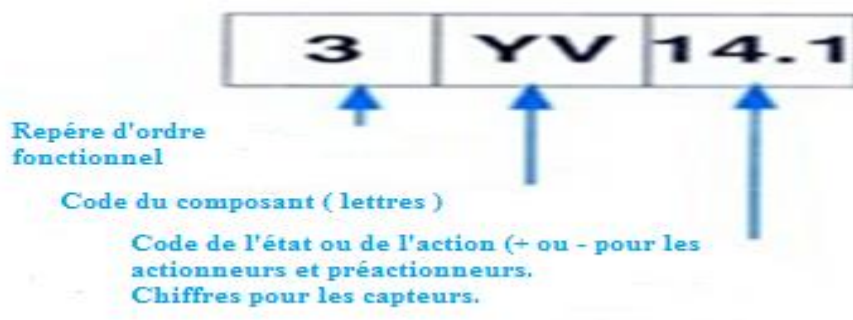 3 YV 14.1
Repére d'ordre
fonctionnel
Code du composant ( lettres )
Code de l'état ou de l'action (+ ou - pour les
actionneurs et préactionneurs.
Chiffres pour les capteurs.